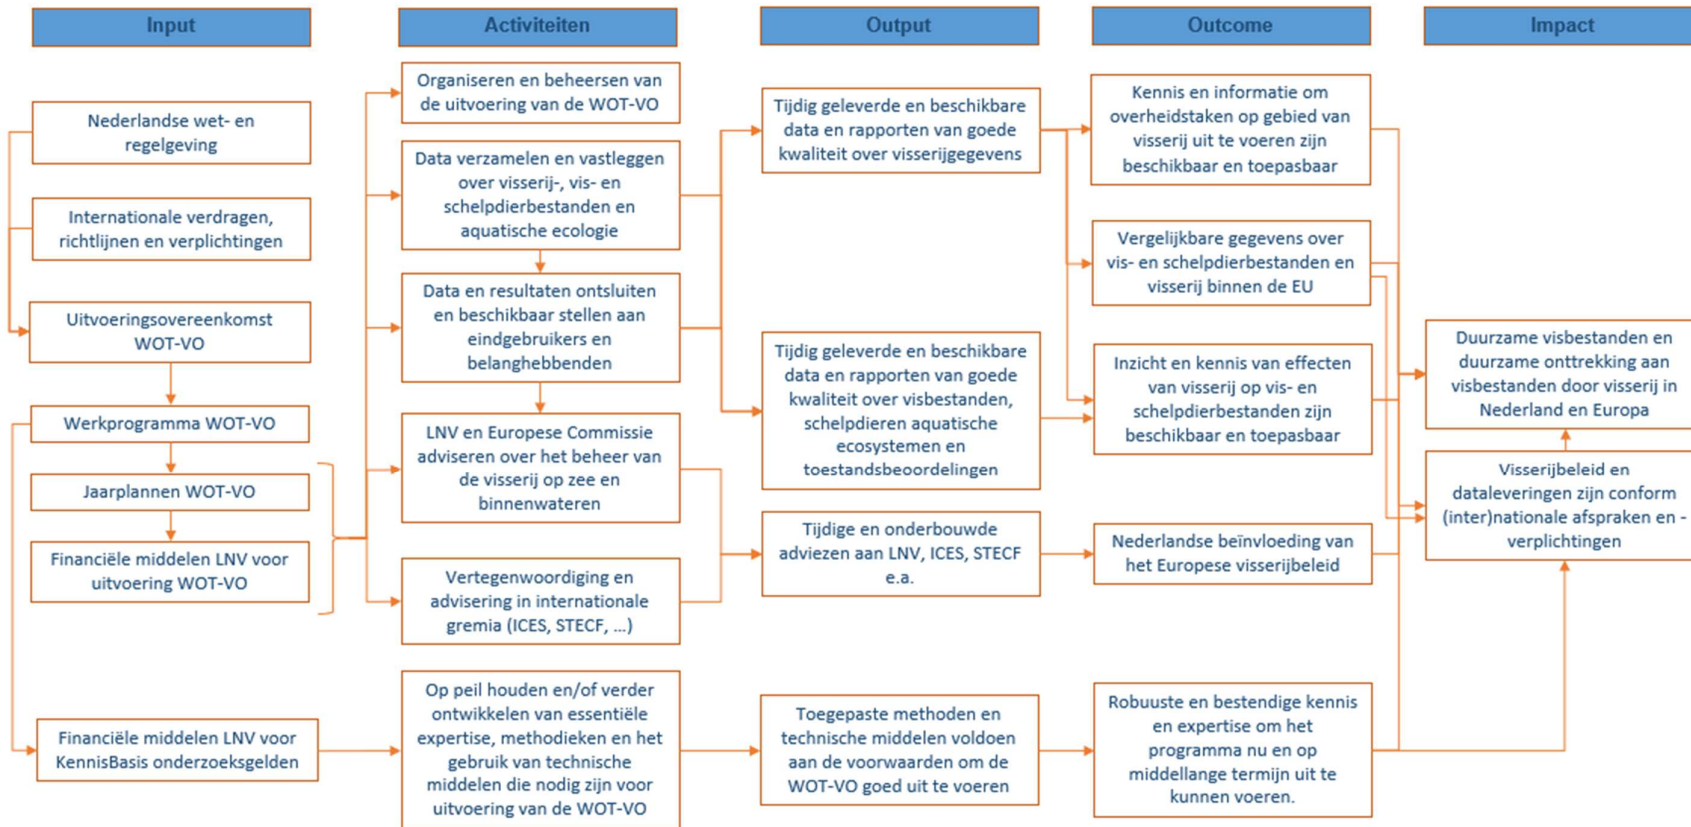 Input
Nederlandse wet- en
regelgeving
Internationale verdragen,
richtlijnen en verplichtingen
Uitvoeringsovereenkomst
WOT-VO
Werkprogramma WOT-VO
Jaarplannen WOT-VO
Financiële middelen LNV voor
uitvoering WOT-VO
Financiële middelen LNV voor
KennisBasis onderzoeksgelden
Activiteiten
Organiseren en beheersen van
de uitvoering van de WOT-VO
Data verzamelen en vastleggen
over visserij-, vis- en
schelpdierbestanden en
aquatische ecologie
Data en resultaten ontsluiten
en beschikbaar stellen aan
eindgebruikers en
belanghebbenden
LNV en Europese Commissie
adviseren over het beheer van
de visserij op zee en
binnenwateren
Vertegenwoordiging en
advisering in internationale
gremia (ICES, STECF, ...)
Op peil houden en/of verder
ontwikkelen van essentiële
expertise, methodieken en het
gebruik van technische
middelen die nodig zijn voor
uitvoering van de WOT-VO
Output
Tijdig geleverde en beschikbare
data en rapporten van goede
kwaliteit over visserijgegevens
Tijdig geleverde en beschikbare
data en rapporten van goede
kwaliteit over visbestanden,
schelpdieren aquatische
ecosystemen en
toestandsbeoordelingen
Tijdige en onderbouwde
adviezen aan LNV, ICES, STECF
e.a.
Toegepaste methoden en
technische middelen voldoen
aan de voorwaarden om de
WOT-VO goed uit te voeren
Outcome
Kennis en informatie om
overheidstaken op gebied van
visserij uit te voeren zijn
beschikbaar en toepasbaar
Vergelijkbare gegevens over
vis- en schelpdierbestanden en
visserij binnen de EU
Inzicht en kennis van effecten
van visserij op vis- en
schelpdierbestanden zijn
beschikbaar en toepasbaar
Nederlandse beïnvloeding van
het Europese visserijbeleid
Robuuste en bestendige kennis
en expertise om het
programma nu en op
middellange termijn uit te
kunnen voeren.
Impact
Duurzame visbestanden en
duurzame onttrekking aan
visbestanden door visserij in
Nederland en Europa
Visserijbeleid en
dataleveringen zijn conform
(inter)nationale afspraken en -
verplichtingen